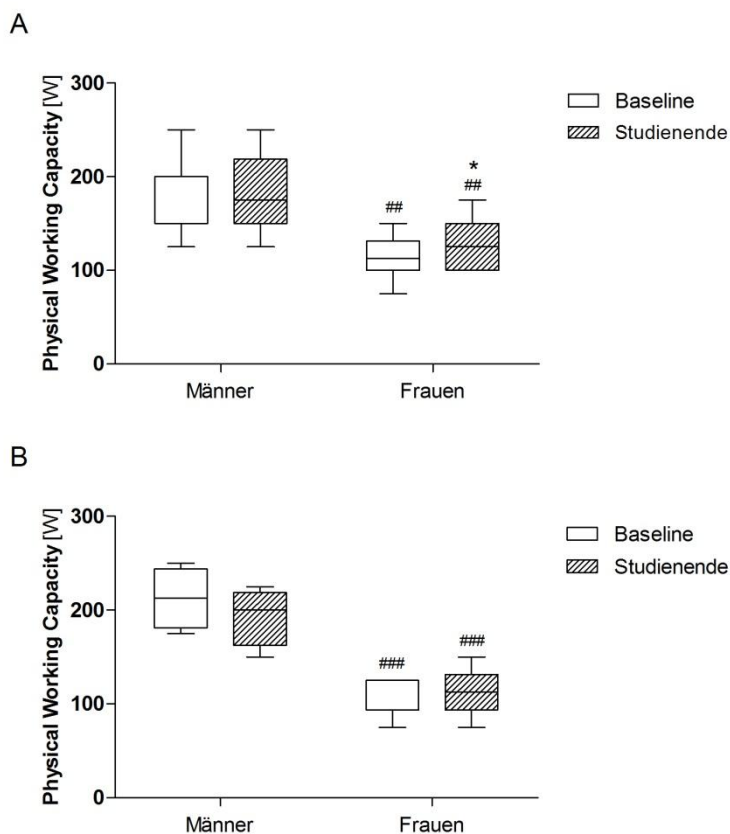 A
Physical Working Capacity [W]
300
200
100
0
Baseline
Studienende
##
*
##
Männer
Frauen
B
Physical Working Capacity [W]
300
200
100
0
Baseline
Studienende
###
###
Männer
Frauen